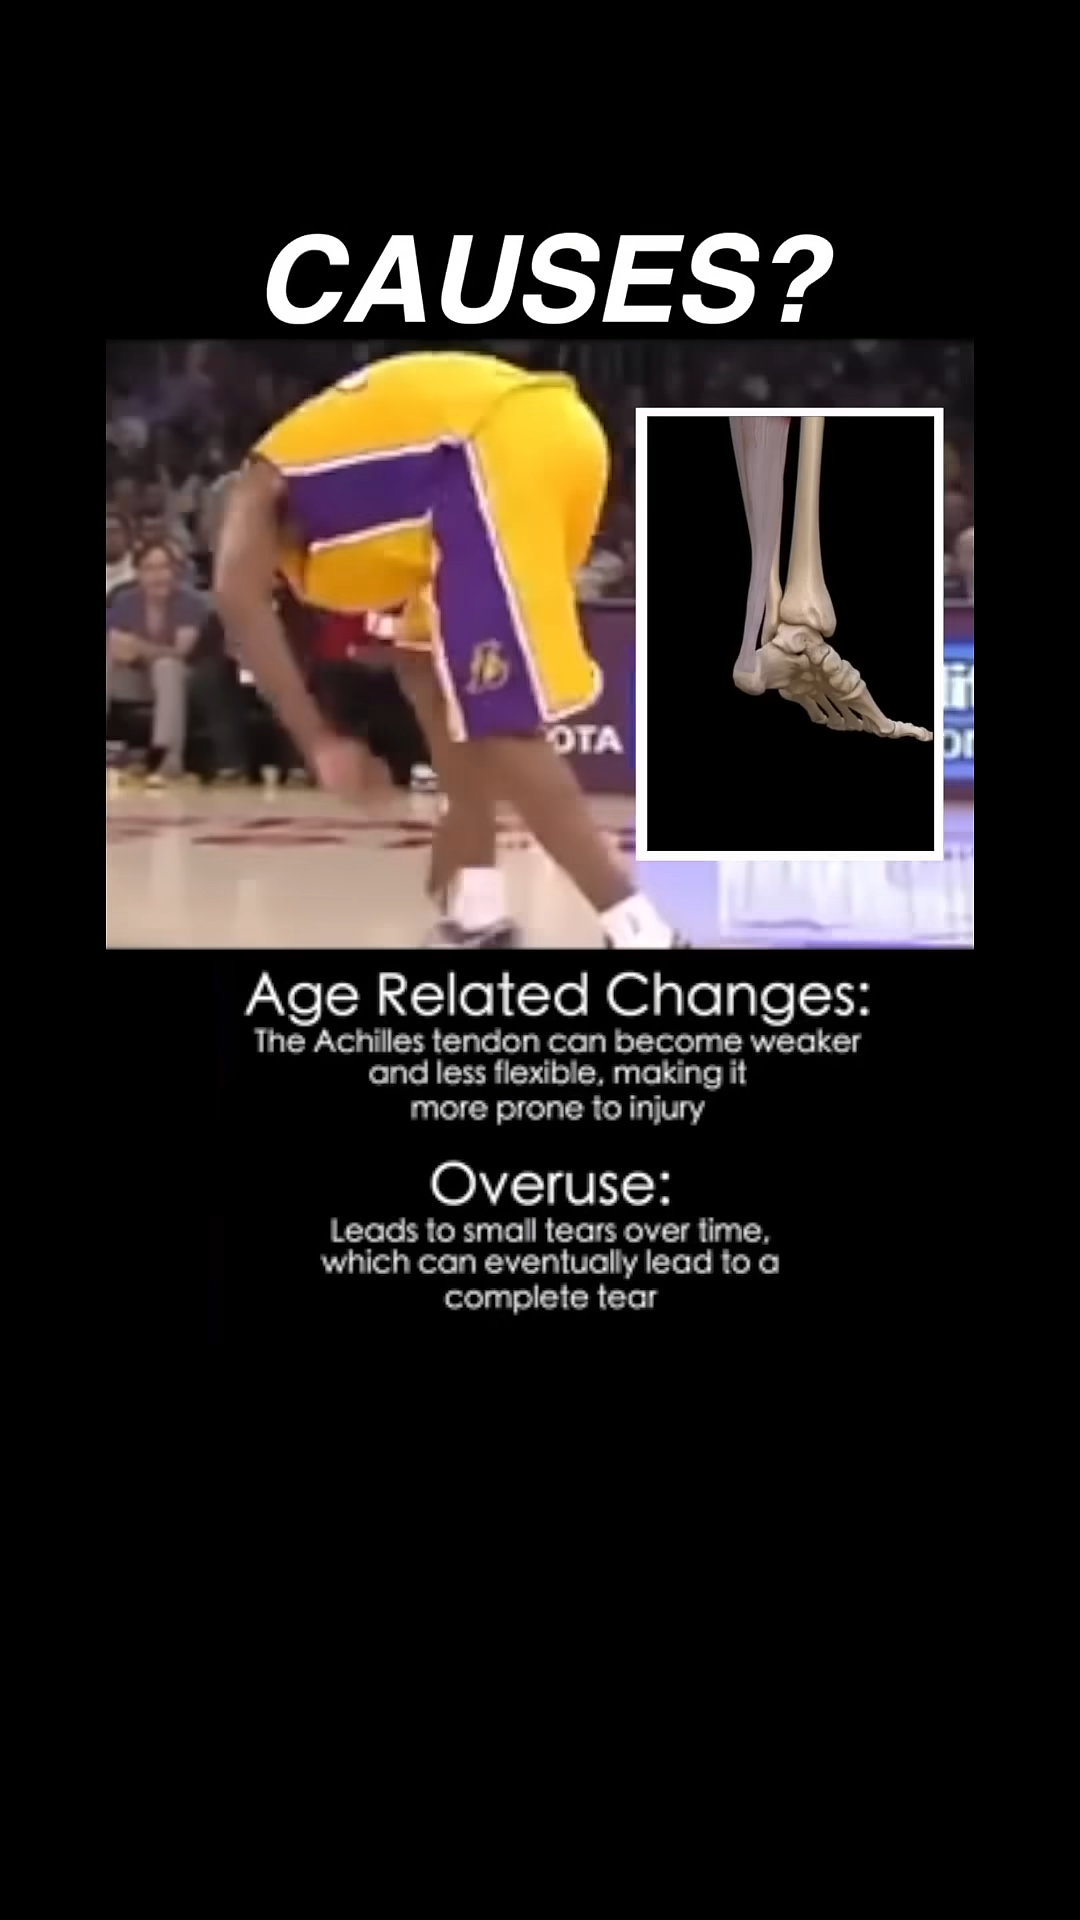 CAUSES?
OTA
Age Related Changes:
The Achilles tendon can become weaker
and less flexible, making it
more prone to injury
Overuse:
Leads to small tears over time,
which can eventually lead to a
complete tear